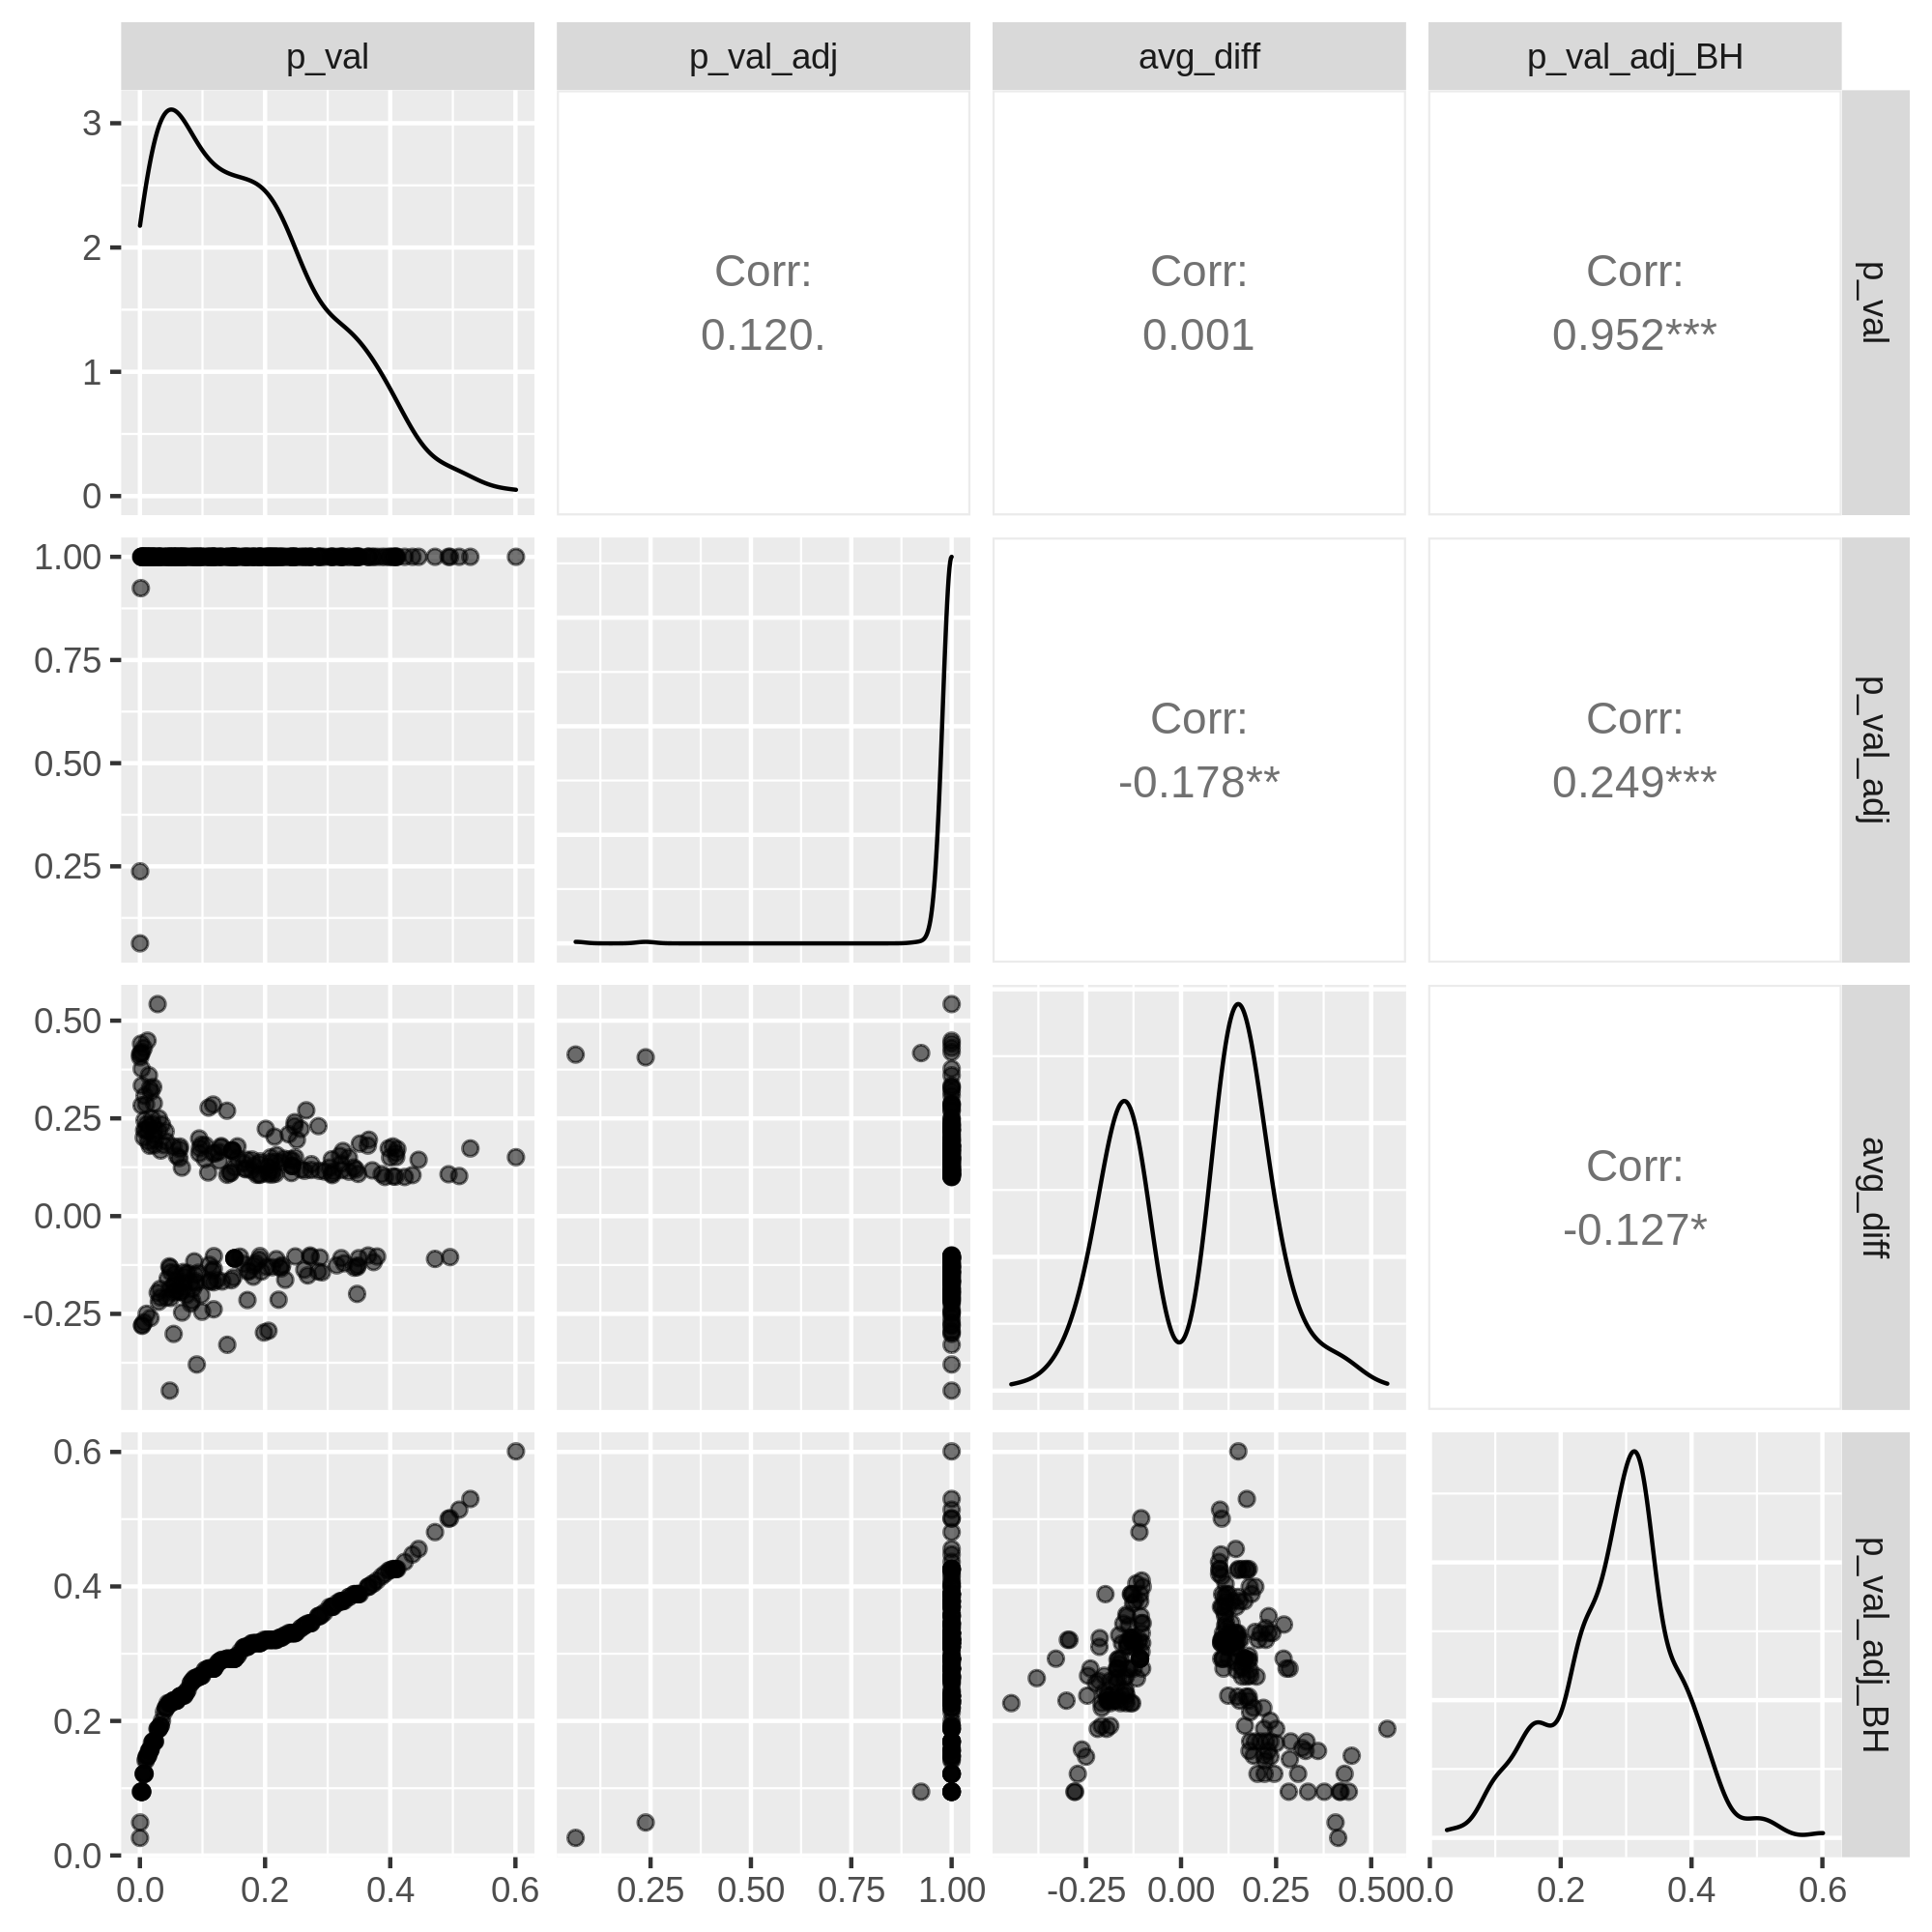 p_val p_val_adj avg_diff p_val_adj_BH
3
2
1
0
Corr:
0.120.
Corr:
0.001
Corr:
0.952***
p_val
1.00
0.75
0.50
0.25
Corr:
-0.178**
Corr:
0.249***
p_val_adj
0.50
0.25
0.00
-0.25
Corr:
-0.127*
avg_diff
0.6
0.4
0.2
0.0
p_val_adj_BH
0.0 0.2 0.4 0.6 0.25 0.50 0.75 1.00 -0.25 0.00 0.25 0.50 0.0 0.2 0.4 0.6